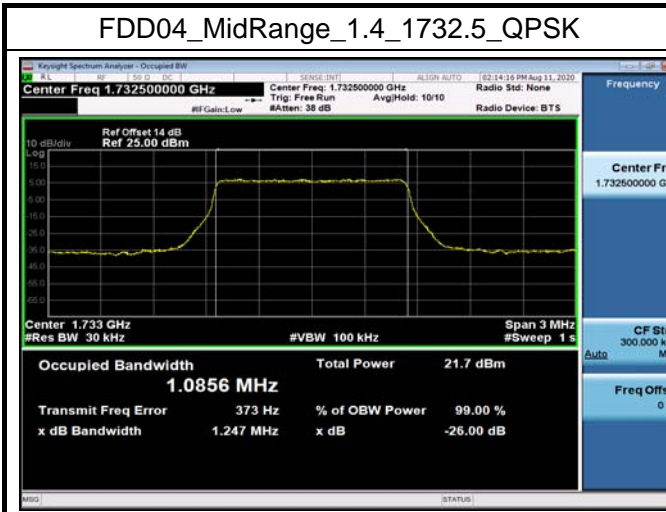 FDD04_MidRange_1.4_1732.5_QPSK
Keysight Spectrum Analyzer - Occupied BW
RL RF 50 Ω DC SENSE:INT ALIGN AUTO 02:14:16 PM Aug 11, 2020
Center Freq 1.732500000 GHz
Center Freq: 1.732500000 GHz
Radio Std: None
Trig: Free Run Avg|Hold: 10/10
#IFGain:Low #Atten: 38 dB Radio Device: BTS
Frequency
Ref Offset 14 dB
10 dB/div Ref 25.00 dBm
Log
15.0
5.00
-5.00
-15.0
-25.0
-35.0
-45.0
-55.0
-65.0
Center Fr
1.732500000 G
Center 1.733 GHz Span 3 MHz
#Res BW 30 kHz #VBW 100 kHz #Sweep 1 s
CF St
300.000 k
Auto M
Occupied Bandwidth Total Power 21.7 dBm
1.0856 MHz
Transmit Freq Error 373 Hz % of OBW Power 99.00 %
x dB Bandwidth 1.247 MHz x dB -26.00 dB
Freq Offs
0
MSG STATUS